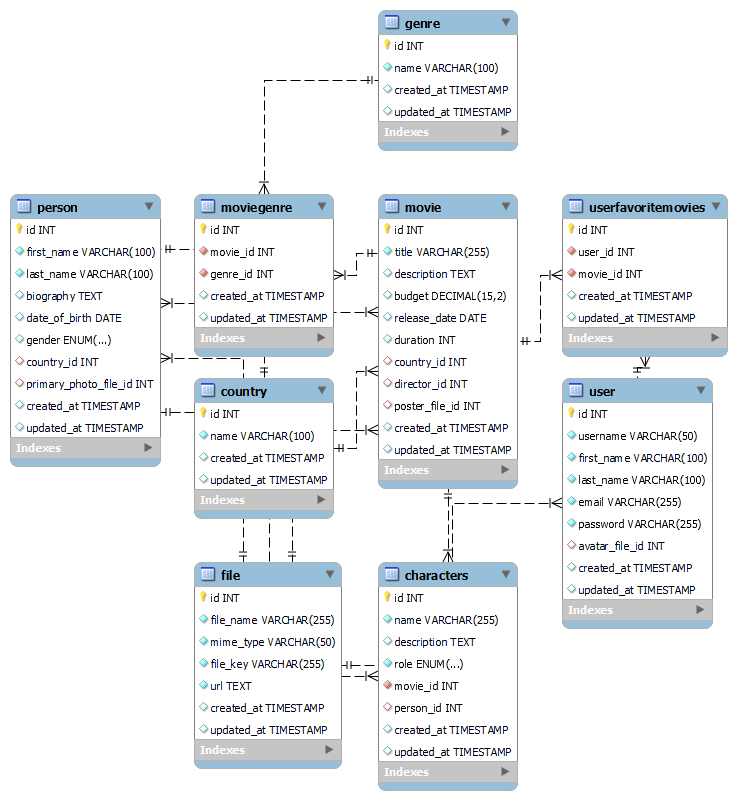 genre
id INT
name VARCHAR(100)
created_at TIMESTAMP
updated_at TIMESTAMP
Indexes
person
id INT
first_name VARCHAR(100)
last_name VARCHAR(100)
biography TEXT
date_of_birth DATE
gender ENUM(...)
country_id INT
primary_photo_file_id INT
created_at TIMESTAMP
updated_at TIMESTAMP
Indexes
moviegenre
id INT
movie_id INT
genre_id INT
created_at TIMESTAMP
updated_at TIMESTAMP
Indexes
movie
id INT
title VARCHAR(255)
description TEXT
budget DECIMAL(15,2)
release_date DATE
duration INT
country_id INT
director_id INT
poster_file_id INT
created_at TIMESTAMP
updated_at TIMESTAMP
Indexes
userfavoritemovies
id INT
user_id INT
movie_id INT
created_at TIMESTAMP
updated_at TIMESTAMP
Indexes
country
id INT
name VARCHAR(100)
created_at TIMESTAMP
updated_at TIMESTAMP
Indexes
user
id INT
username VARCHAR(50)
first_name VARCHAR(100)
last_name VARCHAR(100)
email VARCHAR(255)
password VARCHAR(255)
avatar_file_id INT
created_at TIMESTAMP
updated_at TIMESTAMP
Indexes
file
id INT
file_name VARCHAR(255)
mime_type VARCHAR(50)
file_key VARCHAR(255)
url TEXT
created_at TIMESTAMP
updated_at TIMESTAMP
Indexes
characters
id INT
name VARCHAR(255)
description TEXT
role ENUM(...)
movie_id INT
person_id INT
created_at TIMESTAMP
updated_at TIMESTAMP
Indexes